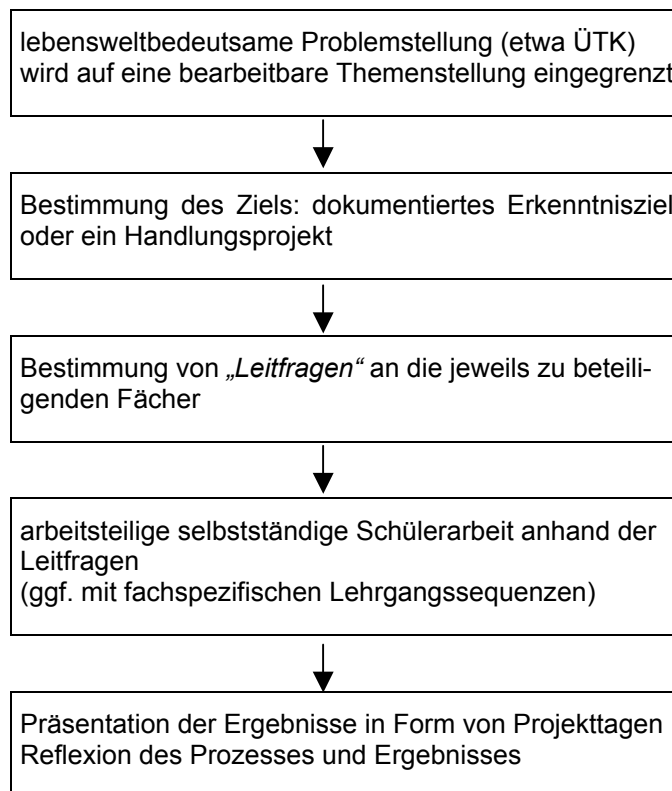 lebensweltbedeutsame Problemstellung (etwa ÜTK)
wird auf eine bearbeitbare Themenstellung eingegrenzt
Bestimmung des Ziels: dokumentiertes Erkenntnisziel
oder ein Handlungsprojekt
Bestimmung von „Leitfragen“ an die jeweils zu beteili-
genden Fächer
arbeitsteilige selbstständige Schülerarbeit anhand der
Leitfragen
(ggf. mit fachspezifischen Lehrgangssequenzen)
Präsentation der Ergebnisse in Form von Projekttagen
Reflexion des Prozesses und Ergebnisses